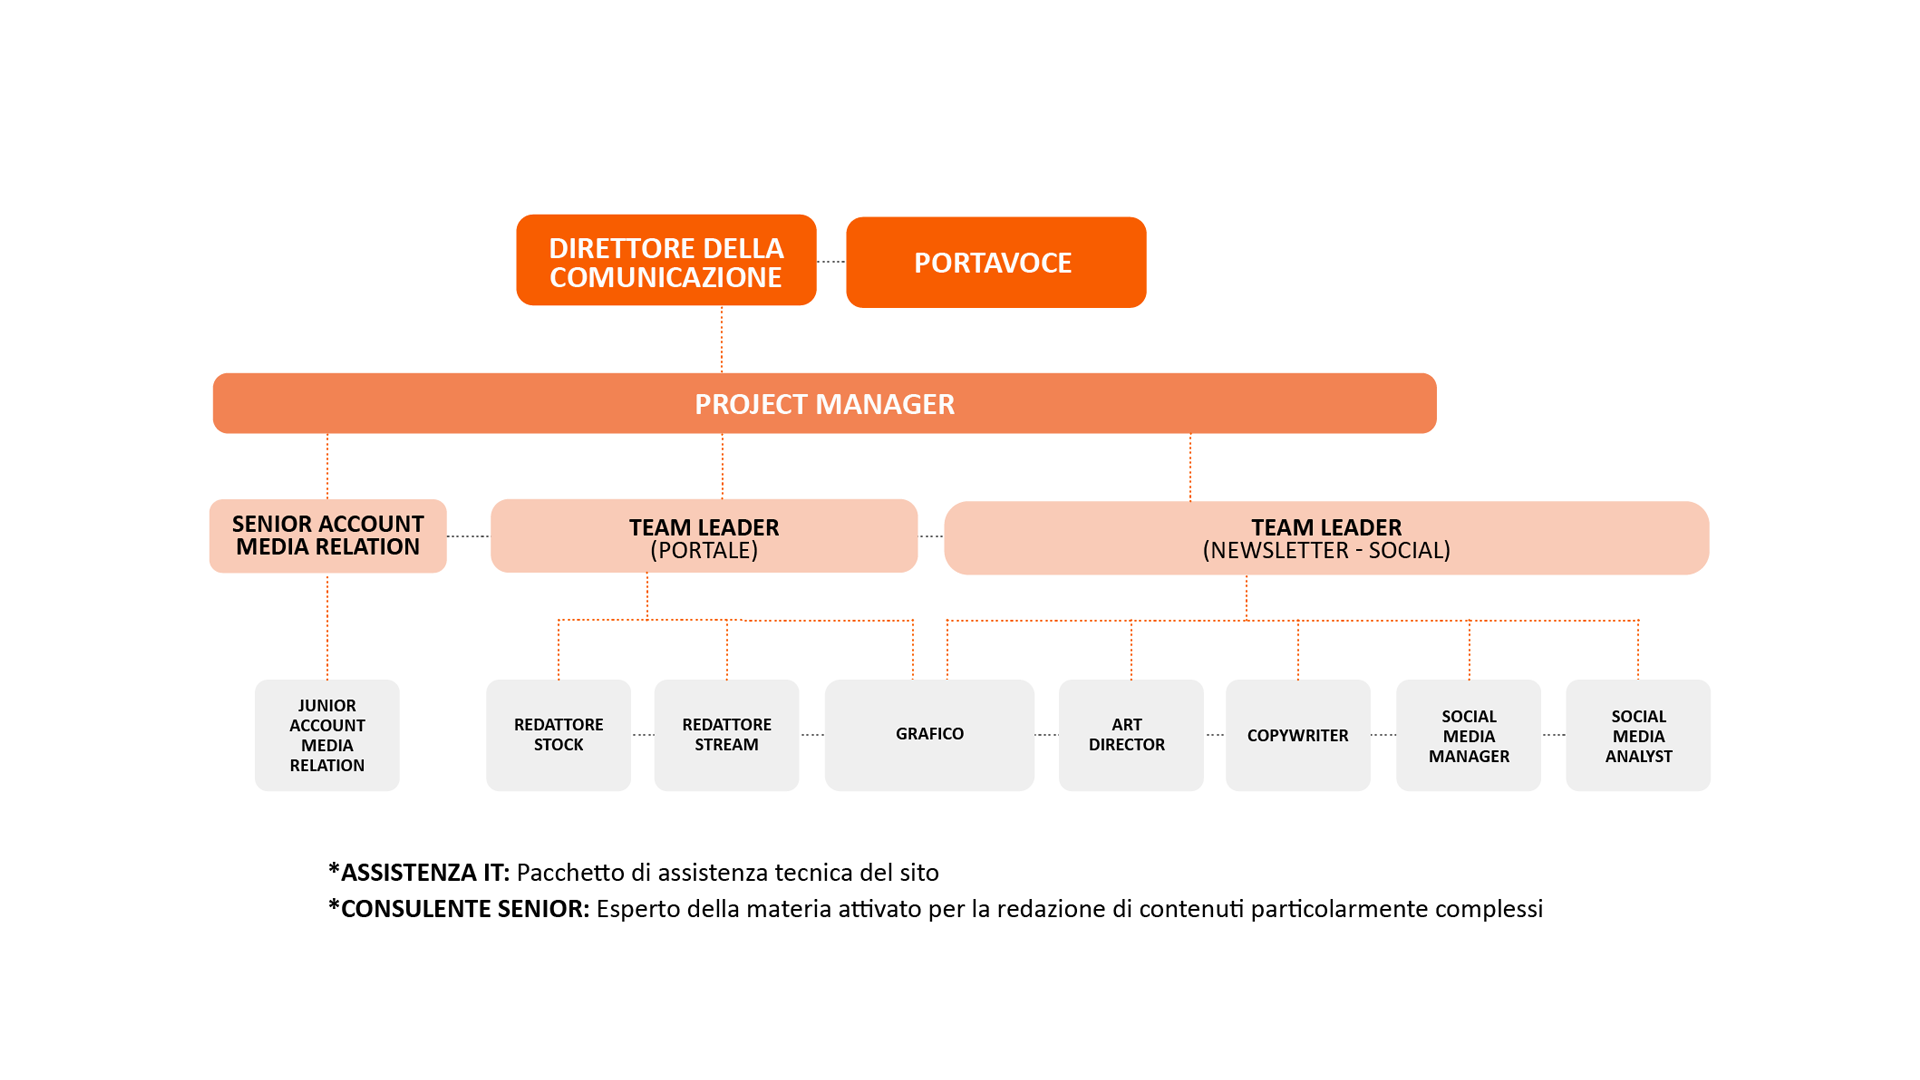 DIRETTORE DELLA
COMUNICAZIONE
PORTAVOCE
PROJECT MANAGER
SENIOR ACCOUNT
MEDIA RELATION
TEAM LEADER
(PORTALE)
TEAM LEADER
(NEWSLETTER - SOCIAL)
JUNIOR
ACCOUNT
MEDIA
RELATION
REDATTORE
STOCK
REDATTORE
STREAM
GRAFICO
ART
DIRECTOR
COPYWRITER
SOCIAL
MEDIA
MANAGER
SOCIAL
MEDIA
ANALYST
*ASSISTENZA IT: Pacchetto di assistenza tecnica del sito
*CONSULENTE SENIOR: Esperto della materia attivato per la redazione di contenuti particolarmente complessi